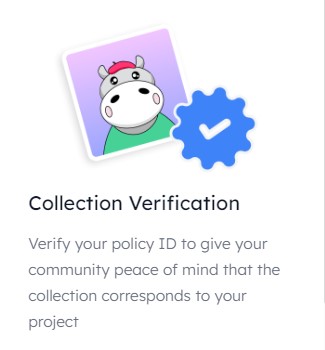 Collection Verification
Verify your policy ID to give your
community peace of mind that the
collection corresponds to your
project